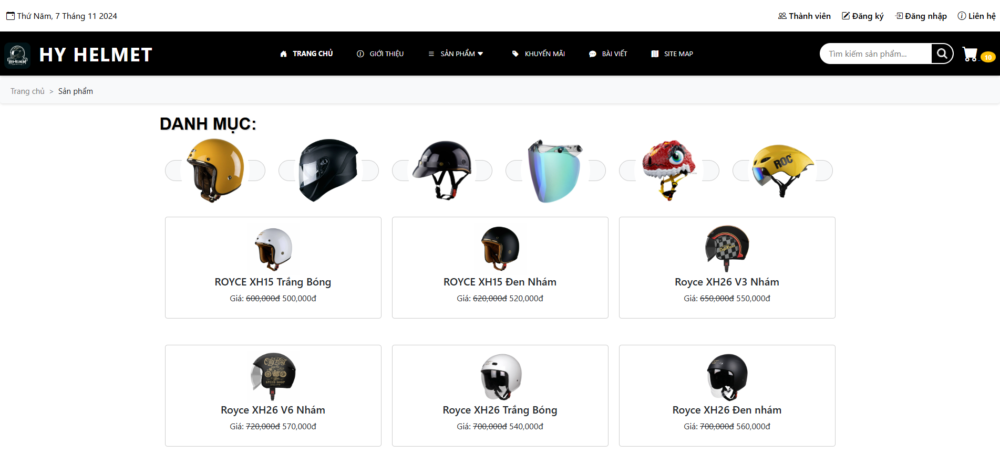 Thứ Năm, 7 Tháng 11 2024
Thành viên
Đăng ký
Đăng nhập
Liên hệ
HY HELMET
TRANG CHỦ
GIỚI THIỆU
SẢN PHẨM
KHUYẾN MÃI
BÀI VIẾT
SITE MAP
Tìm kiếm sản phẩm...
10
Trang chủ > Sản phẩm
DANH MỤC:
ROC
ROYCE XH15 Trắng Bóng
Giá: 600,000đ 500,000đ
ROYCE XH15 Đen Nhám
Giá: 620,000đ 520,000đ
Royce XH26 V3 Nhám
Giá: 650,000đ 550,000đ
Oily Rag
SPEED SHOP
Royce XH26 V6 Nhám
Giá: 720,000đ 570,000đ
Royce XH26 Trắng Bóng
Giá: 700,000đ 540,000đ
Royce XH26 Đen nhám
Giá: 700,000đ 560,000đ